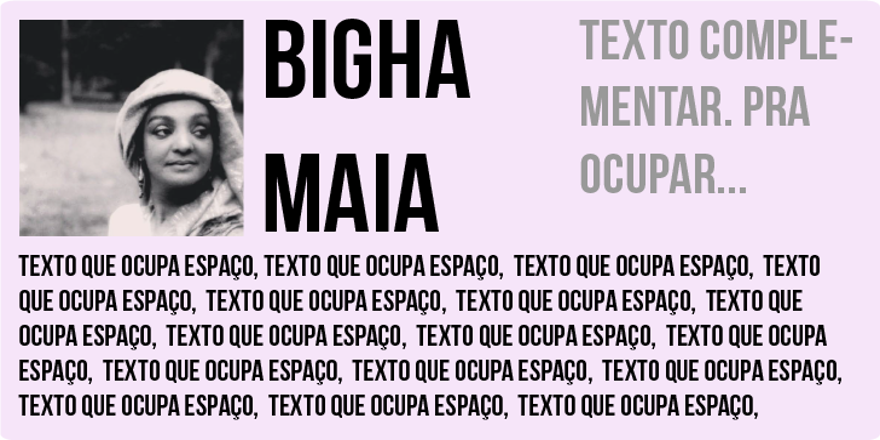 BIGHA
MAIA
TEXTO COMPLE-
MENTAR. PRA
OCUPAR...
TEXTO QUE OCUPA ESPAÇO, TEXTO QUE OCUPA ESPAÇO, TEXTO QUE OCUPA ESPAÇO, TEXTO
QUE OCUPA ESPAÇO, TEXTO QUE OCUPA ESPAÇO, TEXTO QUE OCUPA ESPAÇO, TEXTO QUE
OCUPA ESPAÇO, TEXTO QUE OCUPA ESPAÇO, TEXTO QUE OCUPA ESPAÇO, TEXTO QUE OCUPA
ESPAÇO, TEXTO QUE OCUPA ESPAÇO, TEXTO QUE OCUPA ESPAÇO, TEXTO QUE OCUPA ESPAÇO,
TEXTO QUE OCUPA ESPAÇO, TEXTO QUE OCUPA ESPAÇO, TEXTO QUE OCUPA ESPAÇO,